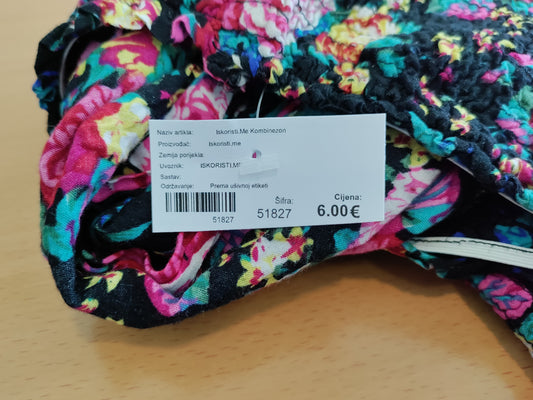 Naziv artikla: Iskoristi.Me Kombinezon
Proizvođač: Iskoristi.me
Zemlja porijekla:
Uvoznik: ISKORISTI.ME
Sastav:
Održavanje: Prema ušivnoj etiketi
Šifra: Cijena:
51827 51827 6.00€